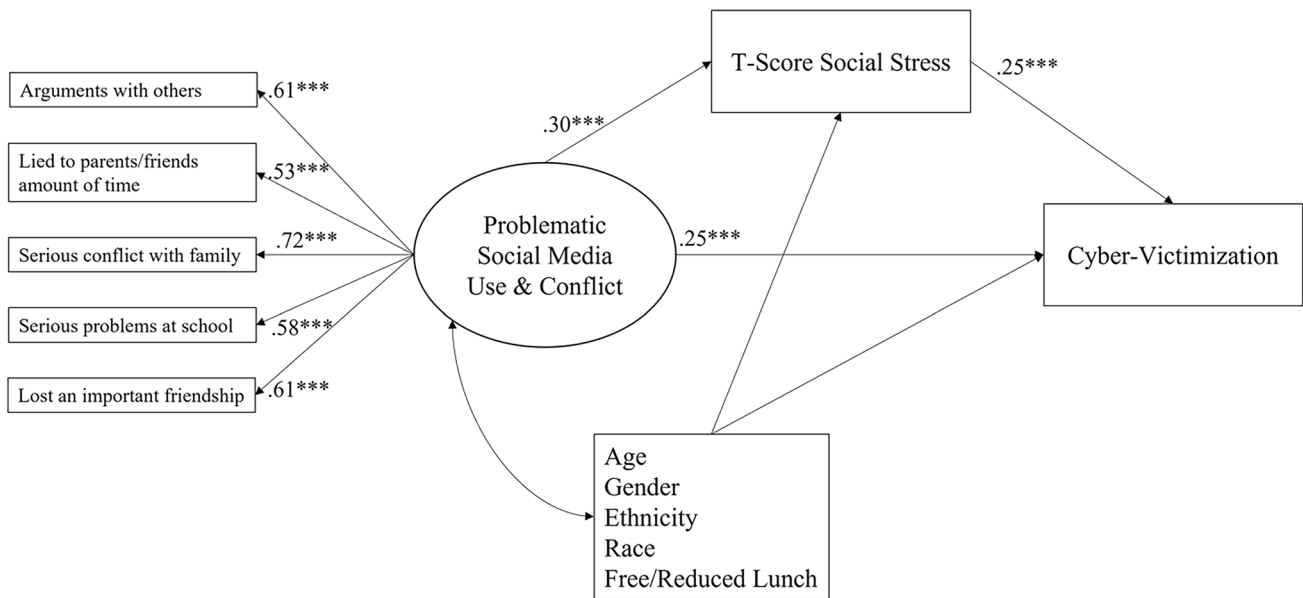 T-Score Social Stress
.25***
Arguments with others
.61***
.30***
Lied to parents/friends
amount of time
.53***
Problematic
Social Media
Use & Conflict
.25***
Cyber-Victimization
Serious conflict with family
.72***
Serious problems at school
.58***
Lost an important friendship
.61***
Age
Gender
Ethnicity
Race
Free/Reduced Lunch